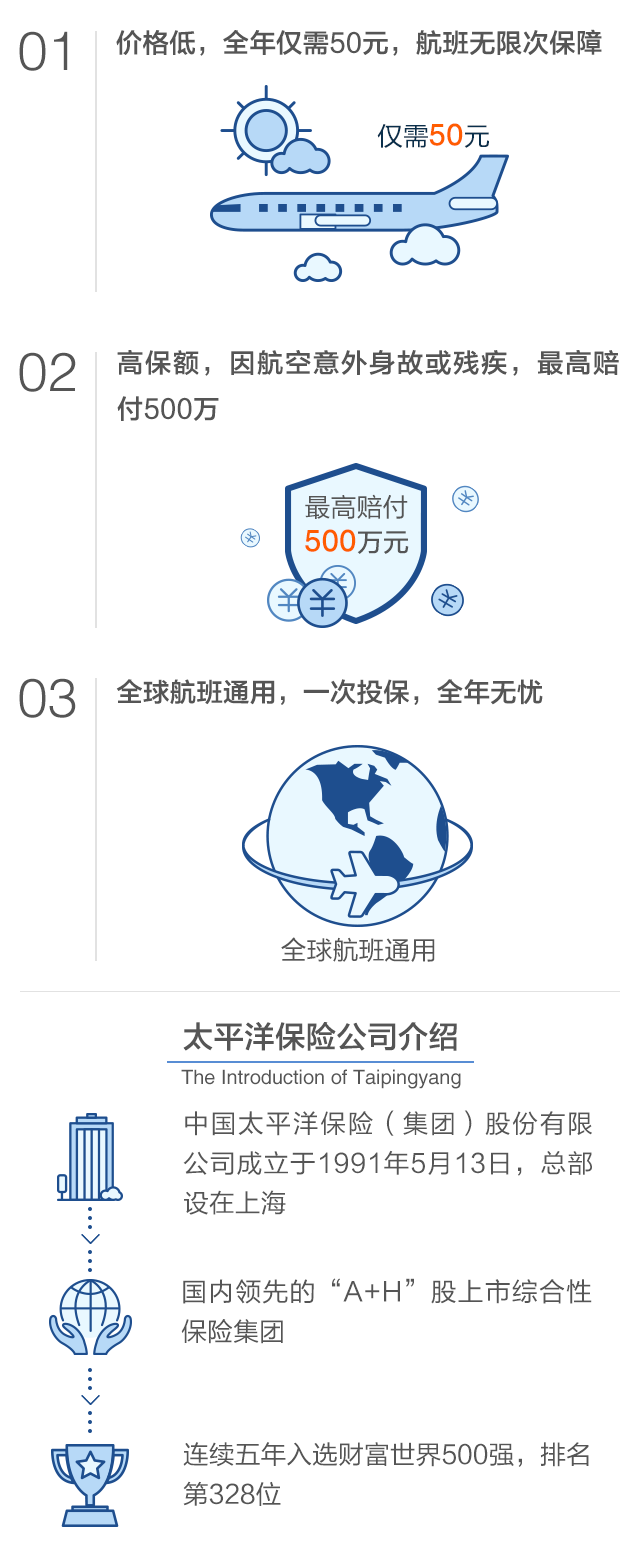 01
价格低，全年仅需50元，航班无限次保障
仅需50元
02
高保额，因航空意外身故或残疾，最高赔
付500万
最高赔付
500万元
03
全球航班通用，一次投保，全年无忧
全球航班通用
太平洋保险公司介绍
The Introduction of Taipingyang
中国太平洋保险（集团）股份有限
公司成立于1991年5月13日，总部
设在上海
国内领先的“A+H”股上市综合性
保险集团
连续五年入选财富世界500强，排名
第328位